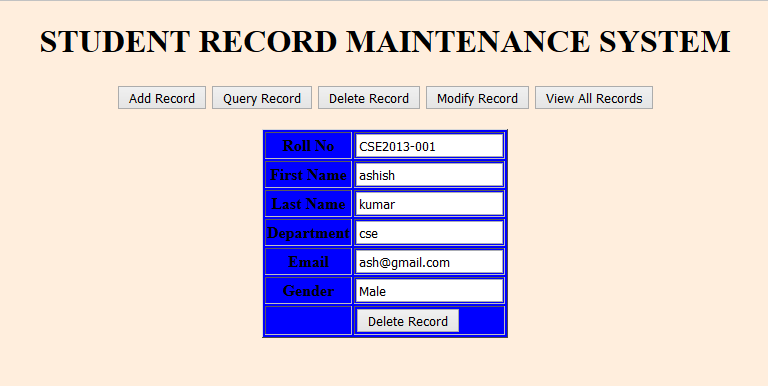 STUDENT RECORD MAINTENANCE SYSTEM
Add Record Query Record Delete Record Modify Record View All Records
Roll No CSE2013-001
First Name ashish
Last Name kumar
Department cse
Email ash@gmail.com
Gender Male
Delete Record